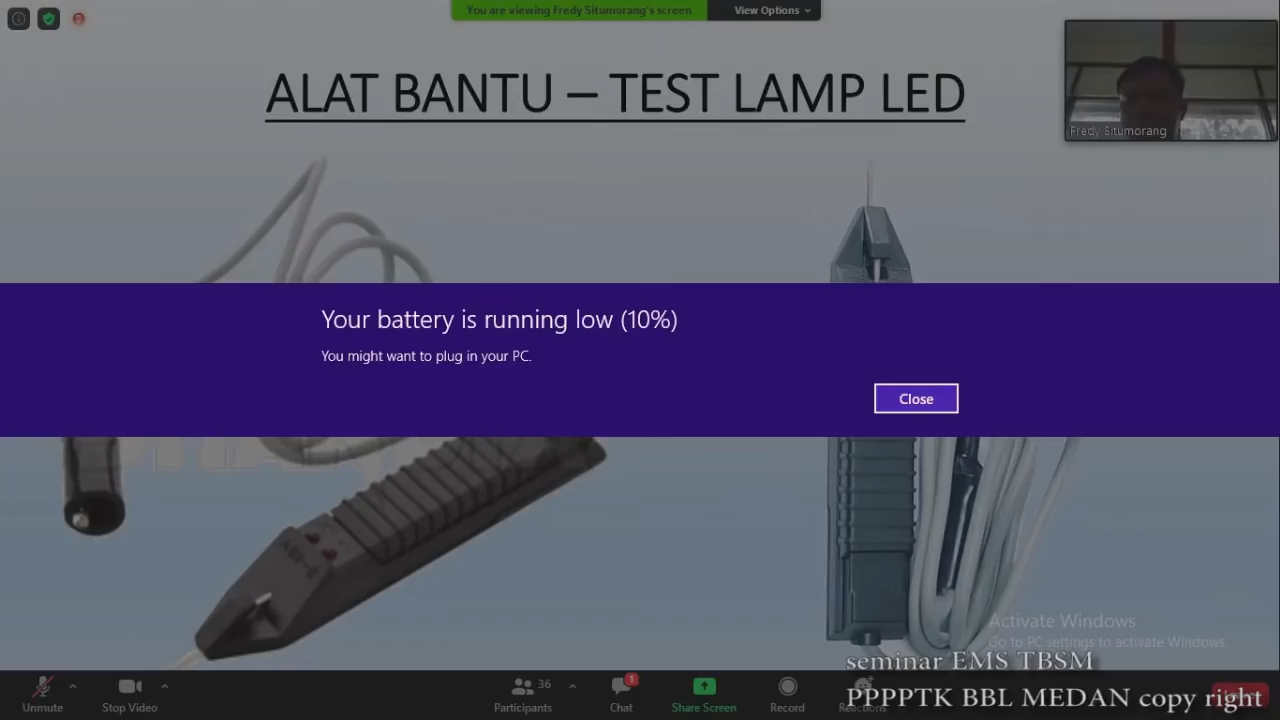 You are viewing Fredy Situmorang's screen
View Options
ALAT BANTU – TEST LAMP LED
Fredy Situmorang
Your battery is running low (10%)
You might want to plug in your PC.
Close
Activate Windows
Go to PC settings to activate Windows.
seminar EMS TBSM
PPPPTK BBL MEDAN copy right
36
1
Unmute
Stop Video
Participants
Chat
Share Screen
Record
Reactions